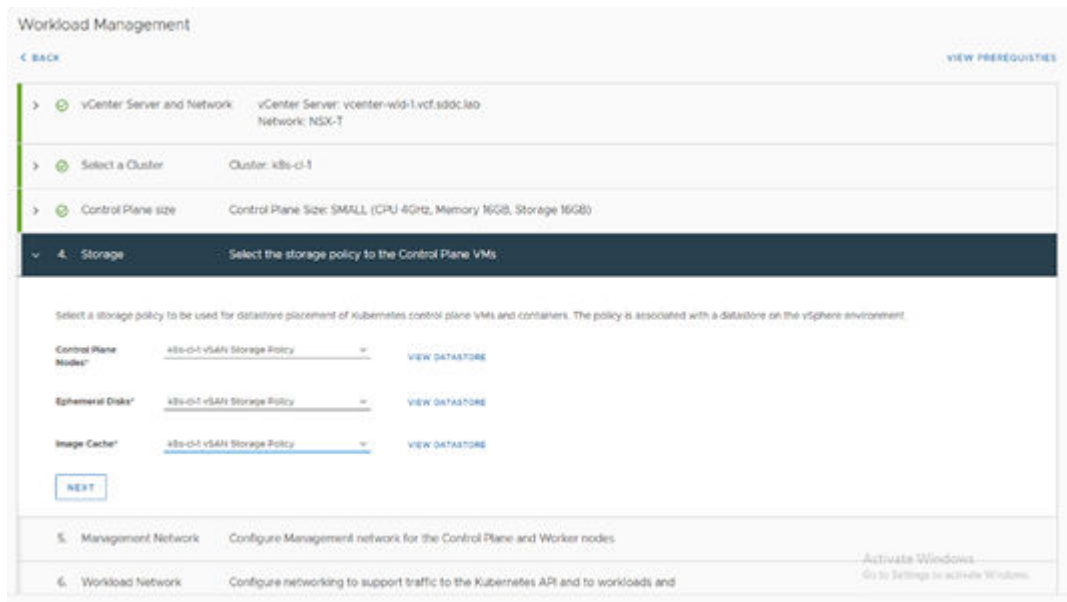 Workload Management
< BACK
VIEW PREREQUISTIES
vCenter Server and Network vCenter Server: vcenter-wld-1.vcf.sddc.lab
Network: NSX-T
Select a Cluster Cluster: k8s-cl-1
Control Plane size Control Plane Size: SMALL (CPU 4GHz, Memory 16GB, Storage 16GB)
4. Storage Select the storage policy to the Control Plane VMs
Select a storage policy to be used for datastore placement of Kubernetes control plane VMs and containers. The policy is associated with a datastore on the vSphere environment.
Control Plane k8s-cl-1 vSAN Storage Policy VIEW DATASTORE
Nodes*
Ephemeral Disks* k8s-cl-1 vSAN Storage Policy VIEW DATASTORE
Image Cache* k8s-cl-1 vSAN Storage Policy VIEW DATASTORE
NEXT
5. Management Network Configure Management network for the Control Plane and Worker nodes
Activate Windows
6. Workload Network Configure networking to support traffic to the Kubernetes API and to workloads and
Go to Settings to activate Windows.